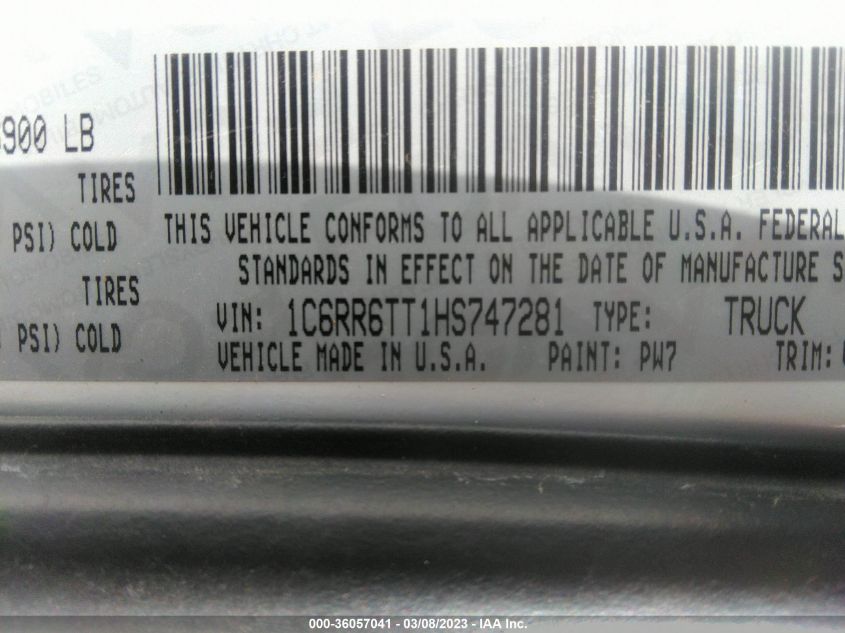 900 LB
TIRES
PSI) COLD
THIS VEHICLE CONFORMS TO ALL APPLICABLE U.S.A. FEDERAL
STANDARDS IN EFFECT ON THE DATE OF MANUFACTURE S
TIRES
VIN: 1C6RR6TT1HS747281 TYPE: TRUCK
PSI) COLD
VEHICLE MADE IN U.S.A. PAINT: PW7 TRIM:
000-36057041 - 03/08/2023 - IAA Inc.